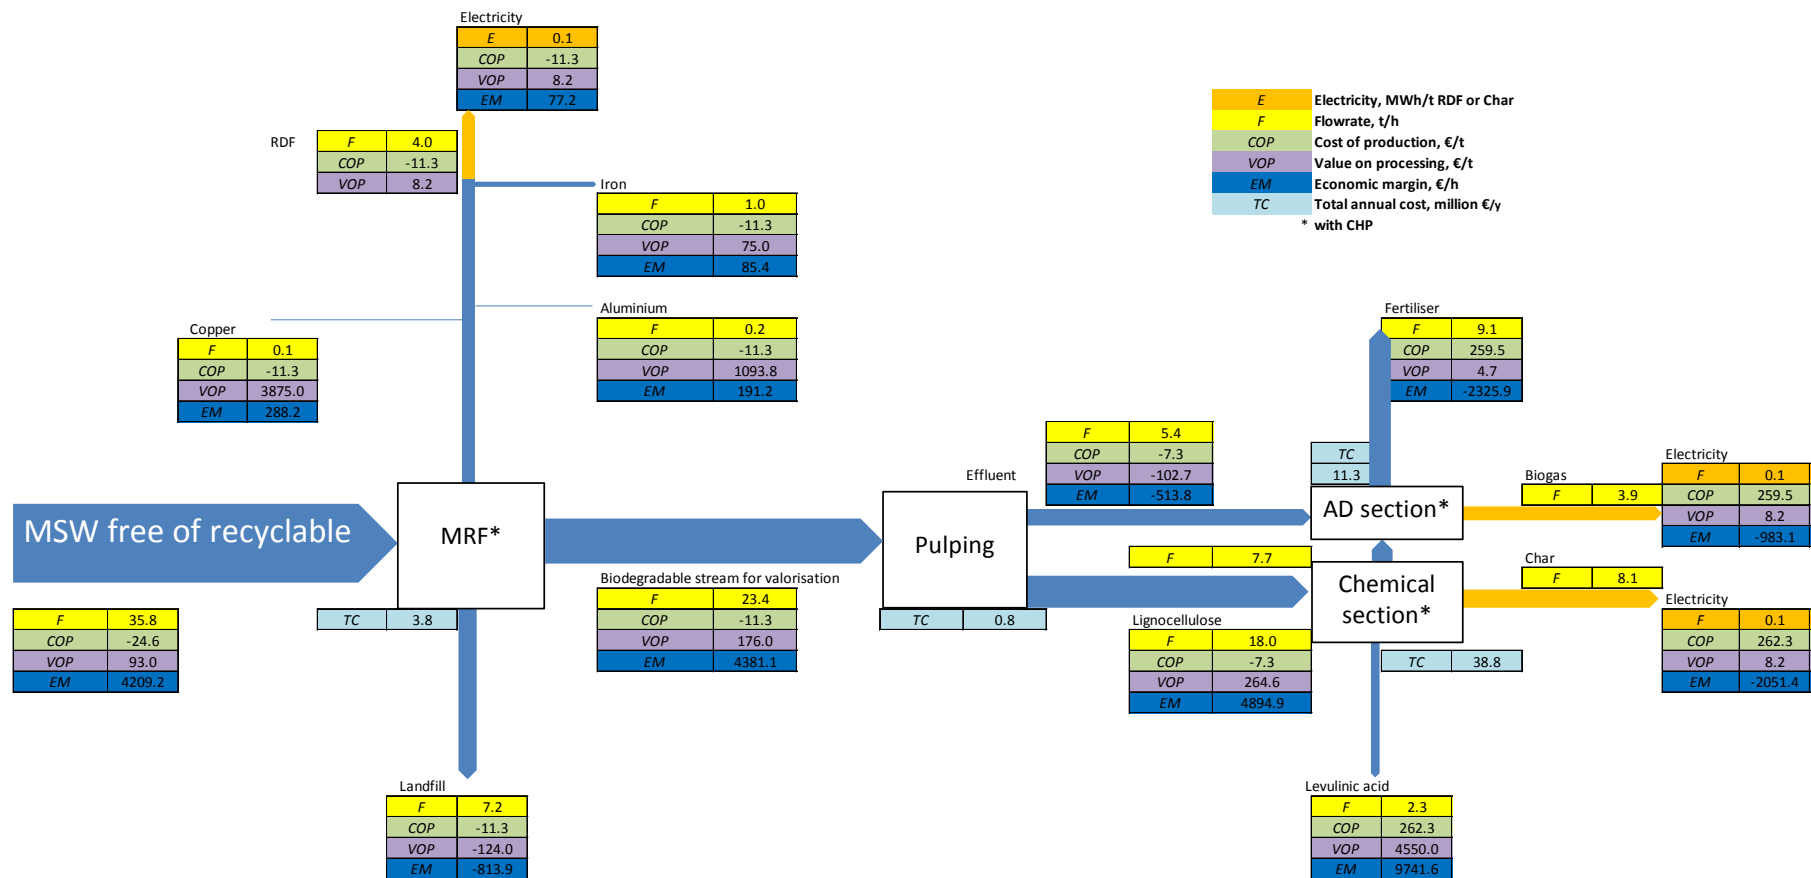 Electricity
E 0.1
COP -11.3
VOP 8.2
EM 77.2
RDF
F 4.0
COP -11.3
VOP 8.2
Iron
F 1.0
COP -11.3
VOP 75.0
EM 85.4
Aluminium
F 0.2
COP -11.3
VOP 1093.8
EM 191.2
Copper
F 0.1
COP -11.3
VOP 3875.0
EM 288.2
E Electricity, MWh/t RDF or Char
F Flowrate, t/h
COP Cost of production, €/t
VOP Value on processing, €/t
EM Economic margin, €/h
TC Total annual cost, million €/y
* with CHP
MSW free of recyclable
F 35.8
COP -24.6
VOP 93.0
EM 4209.2
MRF*
TC 3.8
Landfill
F 7.2
COP -11.3
VOP -124.0
EM -813.9
Biodegradable stream for valorisation
F 23.4
COP -11.3
VOP 176.0
EM 4381.1
Pulping
TC 0.8
Effluent
F 5.4
COP -7.3
VOP -102.7
EM -513.8
F 7.7
Lignocellulose
F 18.0
COP -7.3
VOP 264.6
EM 4894.9
Fertiliser
F 9.1
COP 259.5
VOP 4.7
EM -2325.9
TC
11.3
AD section*
Biogas
F 3.9
Electricity
F 0.1
COP 259.5
VOP 8.2
EM -983.1
Chemical
section*
TC 38.8
Char
F 8.1
Electricity
F 0.1
COP 262.3
VOP 8.2
EM -2051.4
Levulinic acid
F 2.3
COP 262.3
VOP 4550.0
EM 9741.6